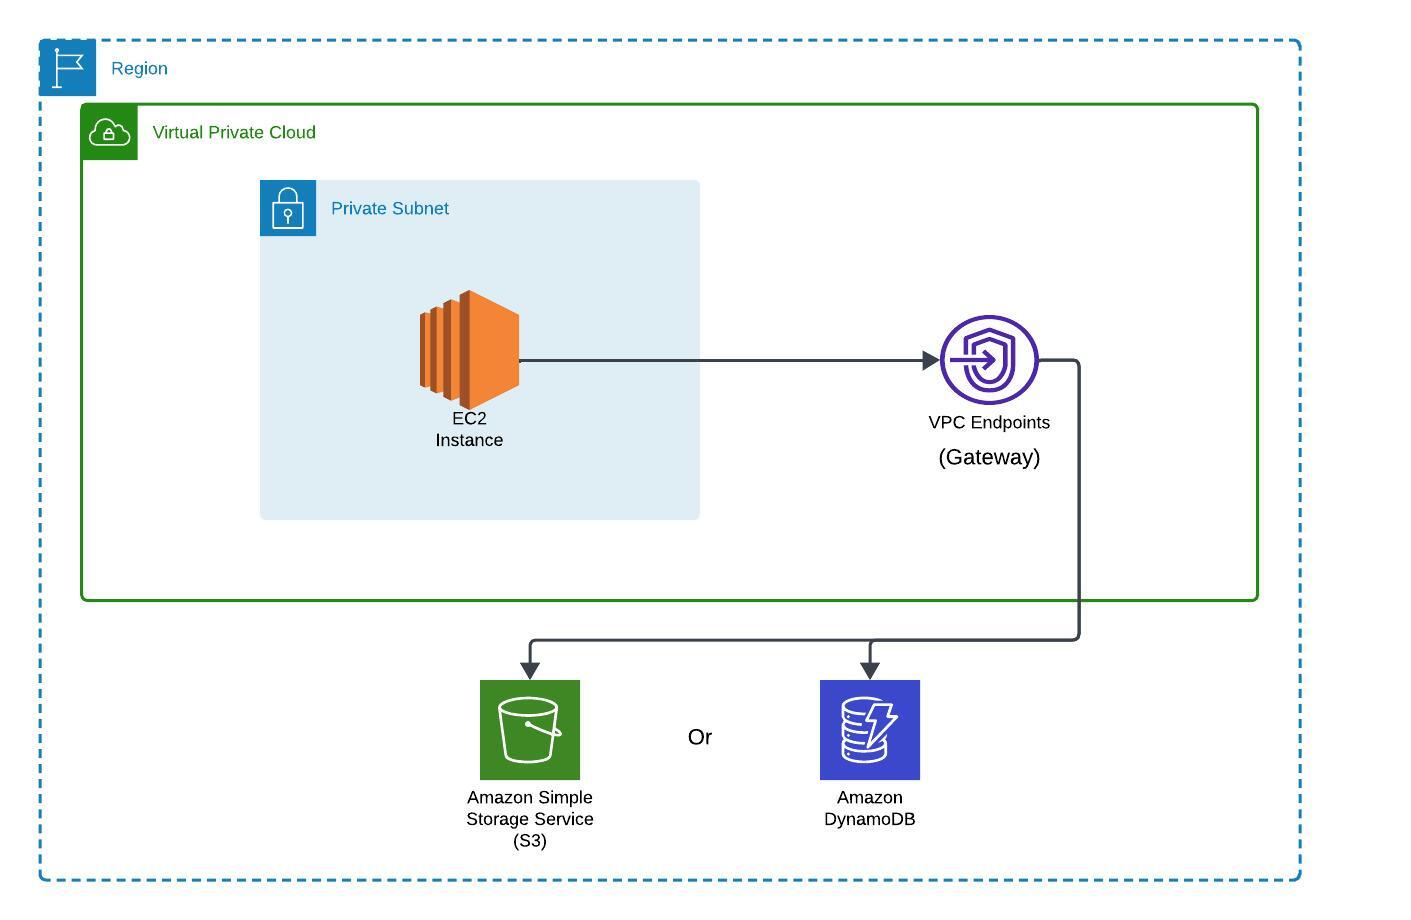 Region
Virtual Private Cloud
Private Subnet
EC2
Instance
VPC Endpoints
(Gateway)
Or
Amazon Simple
Storage Service
(S3)
Amazon
DynamoDB